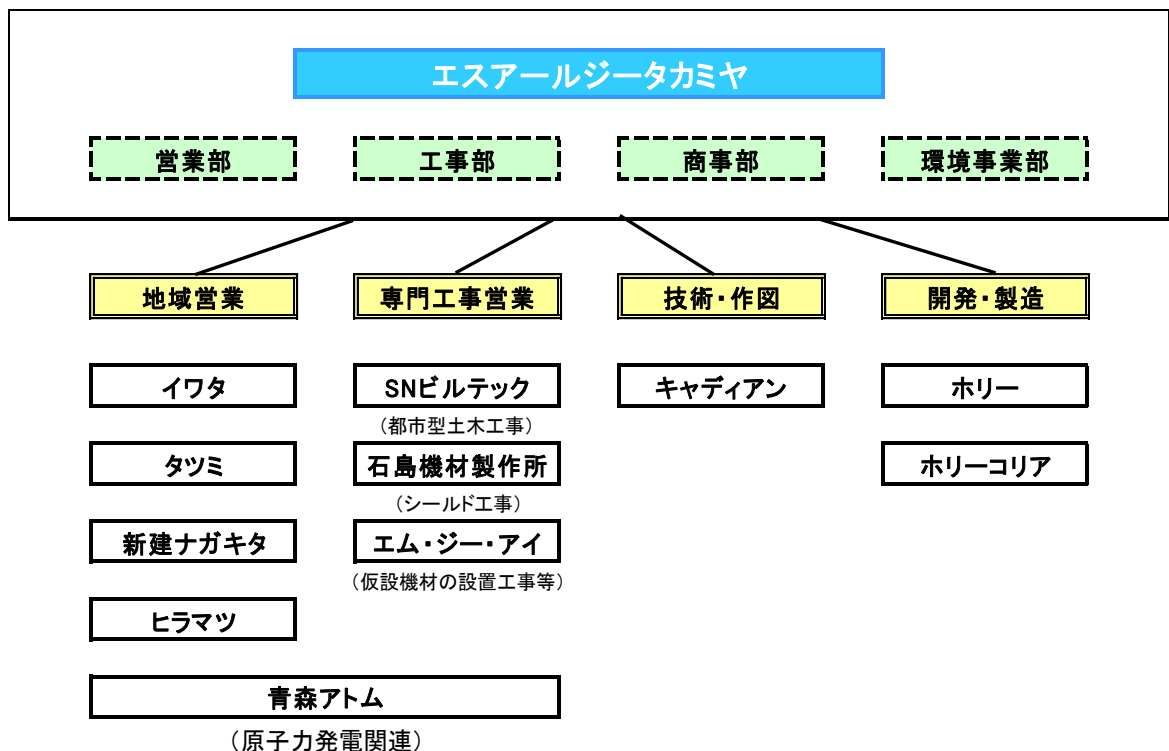 エスアールジータカミヤ
営業部
工事部
商事部
環境事業部
地域営業
専門工事営業
技術・作図
開発・製造
イワタ
SNビルテック
キャディアン
ホリー
（都市型土木工事）
タツミ
石島機材製作所
ホリーコリア
（シールド工事）
新建ナガキタ
エム・ジー・アイ
（仮設機材の設置工事等）
ヒラマツ
青森アトム
（原子力発電関連）